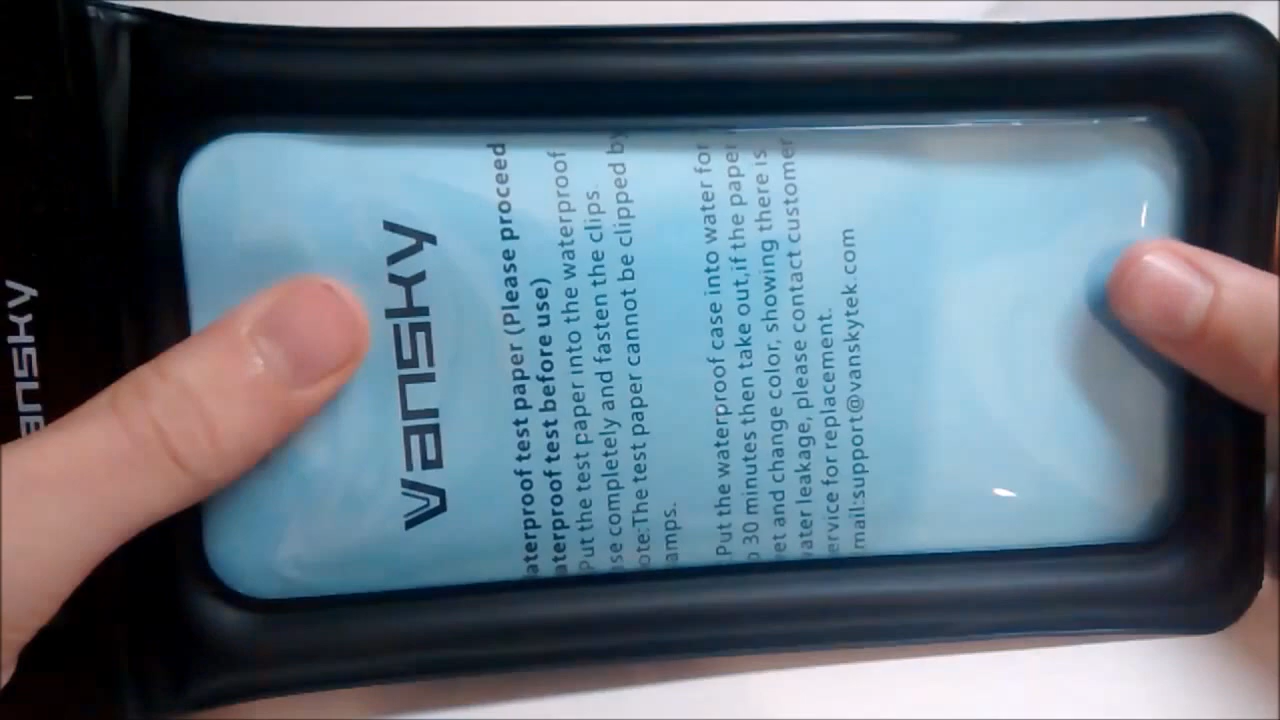 vansky
vansky
aterproof test paper (Please proceed
aterproof test before use)
Put the test paper into the waterproof
se completely and fasten the clips.
ote:The test paper cannot be clipped by
amps.
.Put the waterproof case into water for
30 minutes then take out,if the paper
et and change color, showing there is
ater leakage, please contact customer
ervice for replacement.
mail:support@vanskytek.com